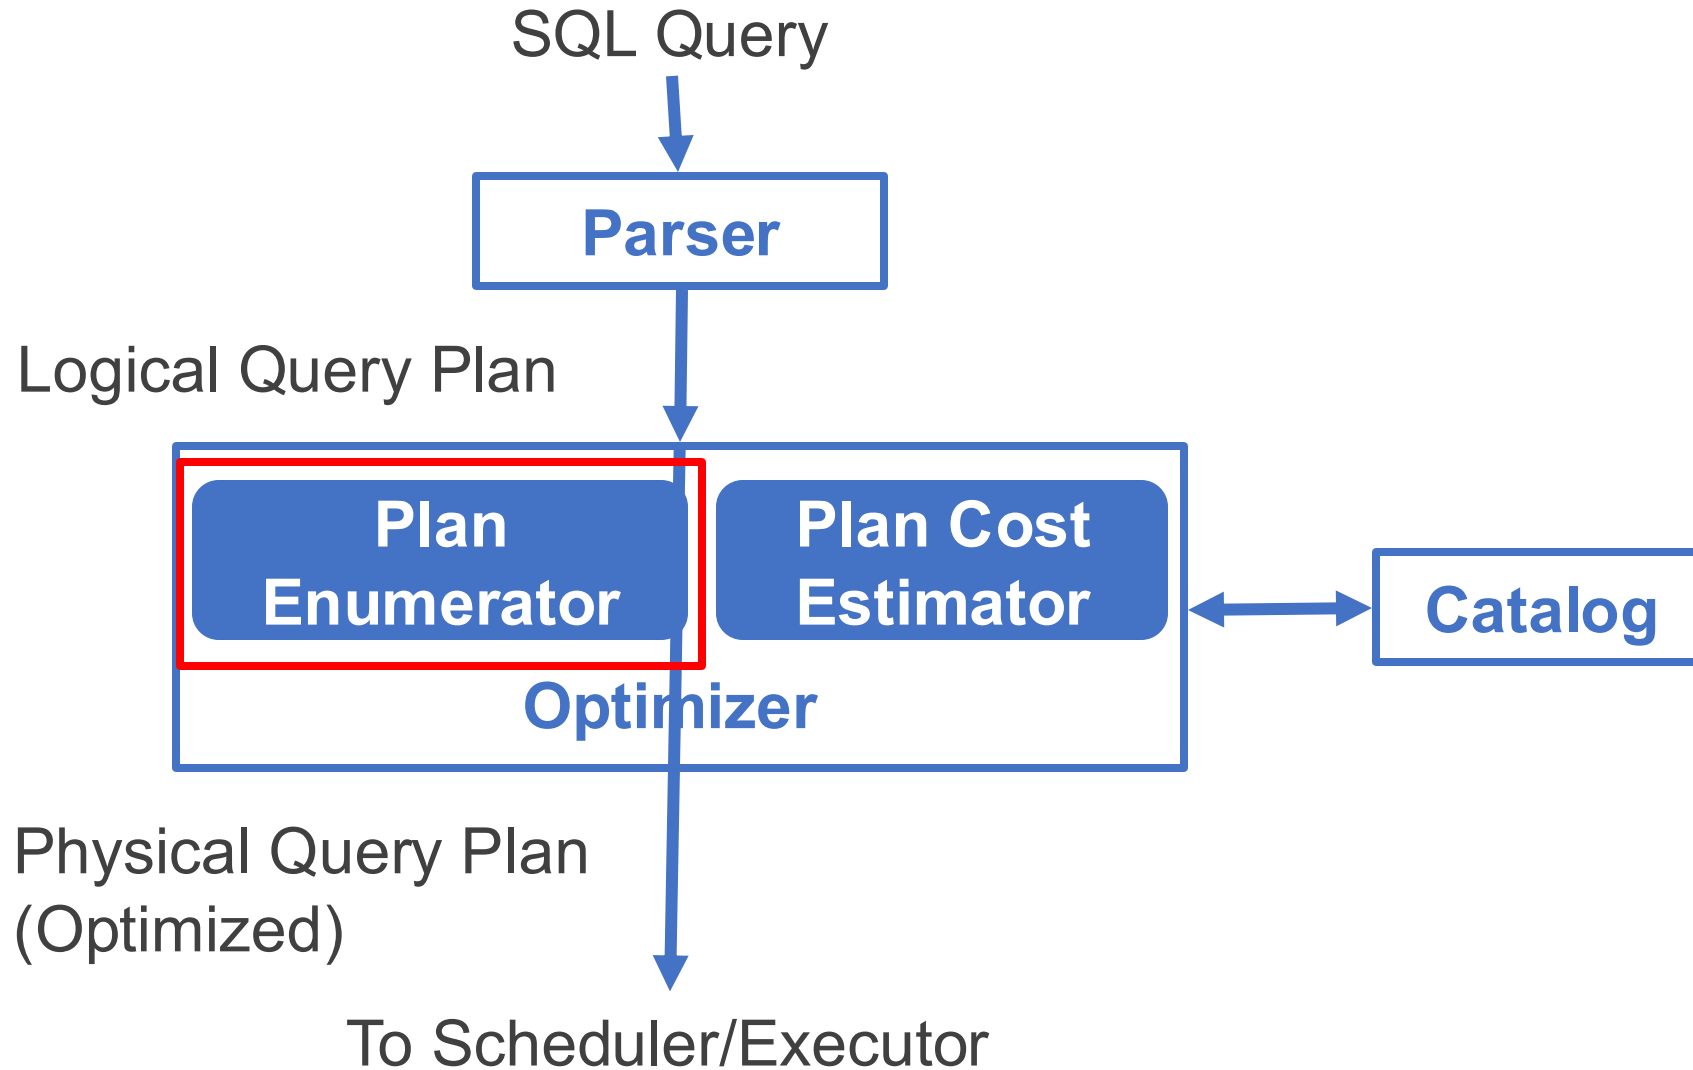 SQL Query
Parser
Logical Query Plan
Plan
Enumerator
Plan Cost
Estimator
Catalog
Optimizer
Physical Query Plan
(Optimized)
To Scheduler/Executor